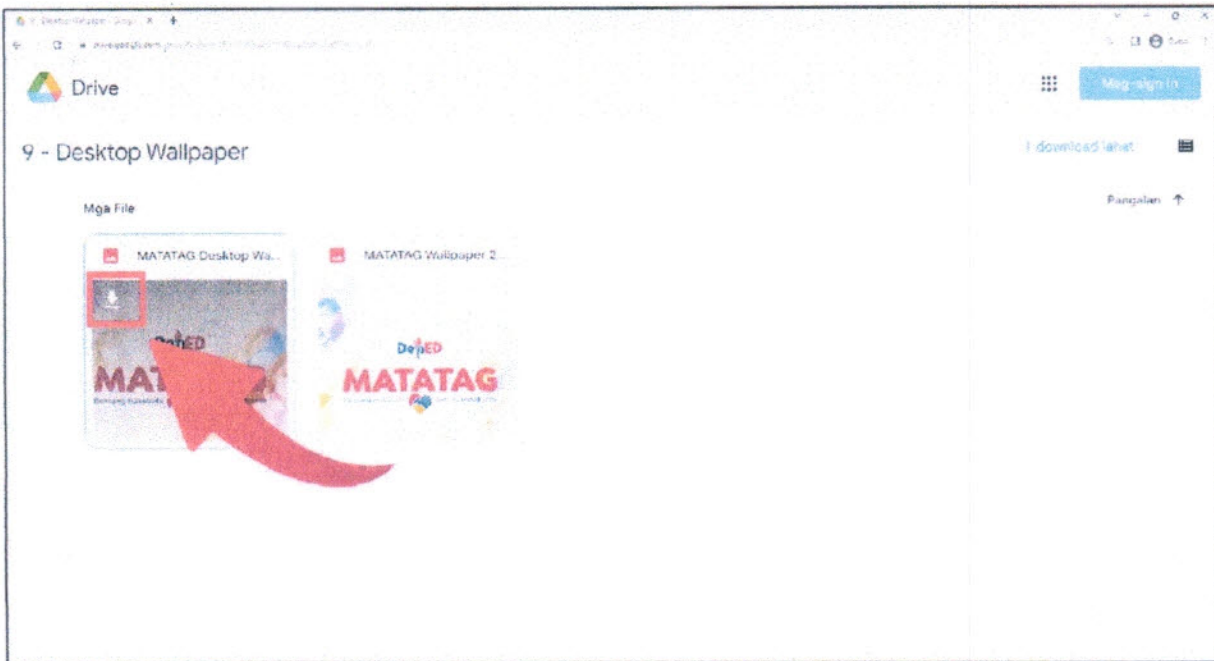 Drive
Mag-sign in
9 - Desktop Wallpaper
I-download lahat
Mga File
Pangalan
MATATAG Desktop Wa...
MATATAG Wallpaper 2...
DepED
MATATAG
DepED
MATATAG